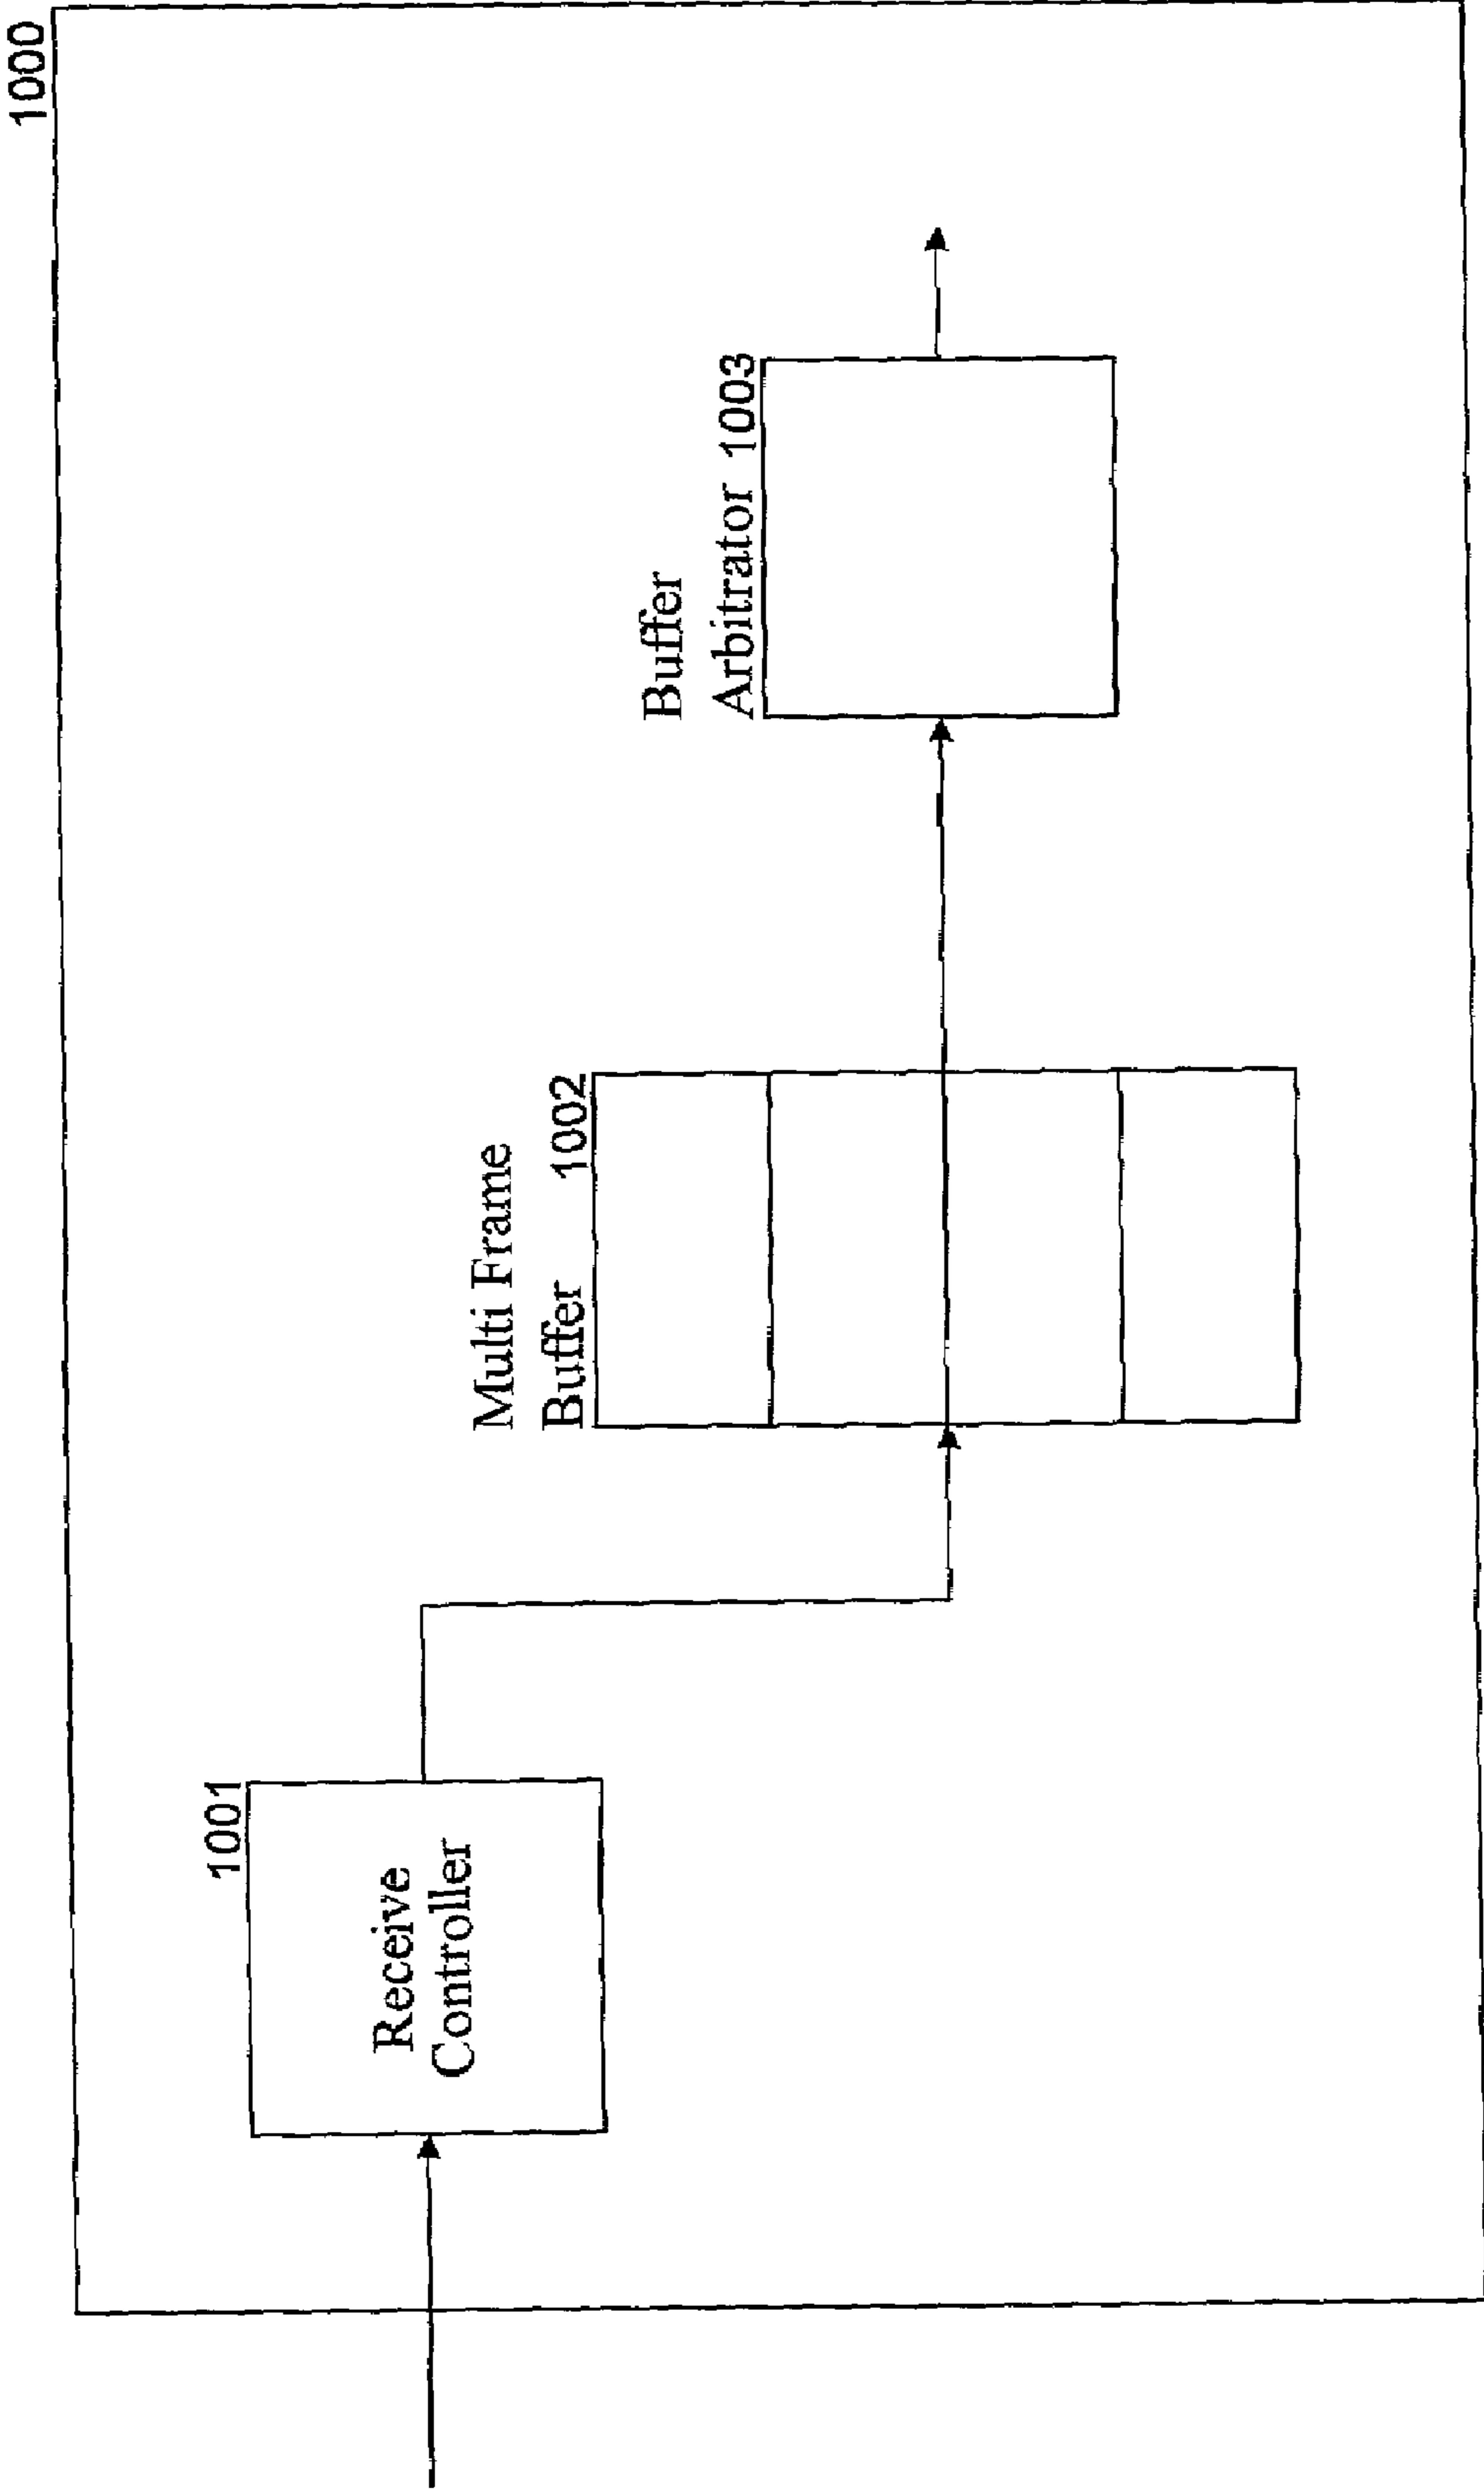 1000
1001
Receive
Controller
Multi Frame
Buffer 1002
Buffer
Arbitrator 1003